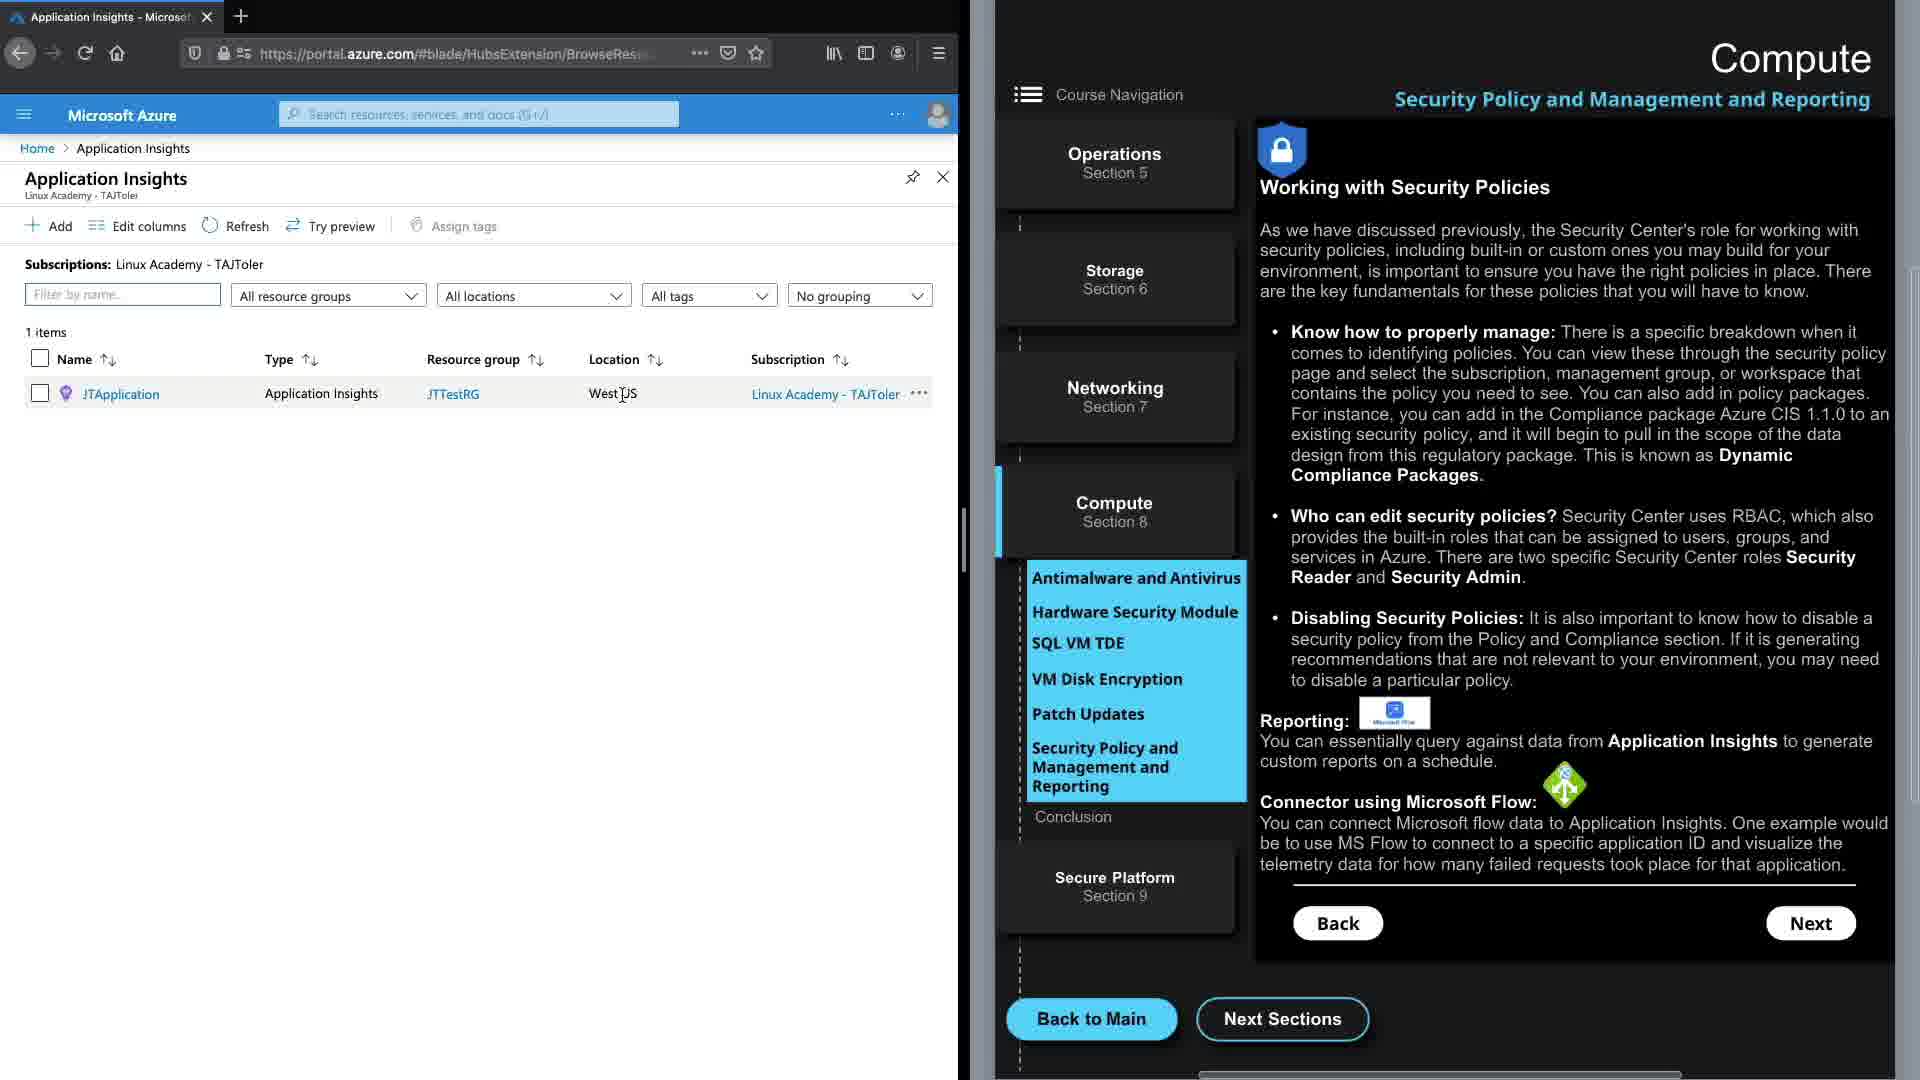 Application Insights - Microsof
https://portal.azure.com/#blade/HubsExtension/BrowseRes
Microsoft Azure
Search resources, services, and docs (G+/)
Home > Application Insights
Application Insights
Linux Academy - TAJToler
Add
Edit columns
Refresh
Try preview
Assign tags
Subscriptions: Linux Academy - TAJToler
Filter by name...
All resource groups
All locations
All tags
No grouping
1 items
Name
Type
Resource group
Location
Subscription
JTApplication
Application Insights
JTTestRG
West US
Linux Academy - TAJToler
Compute
Course Navigation
Security Policy and Management and Reporting
Operations
Section 5
Storage
Section 6
Networking
Section 7
Compute
Section 8
Antimalware and Antivirus
Hardware Security Module
SQL VM TDE
VM Disk Encryption
Patch Updates
Security Policy and
Management and
Reporting
Conclusion
Secure Platform
Section 9
Working with Security Policies
As we have discussed previously, the Security Center's role for working with
security policies, including built-in or custom ones you may build for your
environment, is important to ensure you have the right policies in place. There
are the key fundamentals for these policies that you will have to know.
• Know how to properly manage: There is a specific breakdown when it
comes to identifying policies. You can view these through the security policy
page and select the subscription, management group, or workspace that
contains the policy you need to see. You can also add in policy packages.
For instance, you can add in the Compliance package Azure CIS 1.1.0 to an
existing security policy, and it will begin to pull in the scope of the data
design from this regulatory package. This is known as Dynamic
Compliance Packages.
• Who can edit security policies? Security Center uses RBAC, which also
provides the built-in roles that can be assigned to users. groups, and
services in Azure. There are two specific Security Center roles Security
Reader and Security Admin.
• Disabling Security Policies: It is also important to know how to disable a
security policy from the Policy and Compliance section. If it is generating
recommendations that are not relevant to your environment, you may need
to disable a particular policy.
Reporting:
Microsoft Flow
You can essentially query against data from Application Insights to generate
custom reports on a schedule.
Connector using Microsoft Flow:
You can connect Microsoft flow data to Application Insights. One example would
be to use MS Flow to connect to a specific application ID and visualize the
telemetry data for how many failed requests took place for that application.
Back
Next
Back to Main
Next Sections